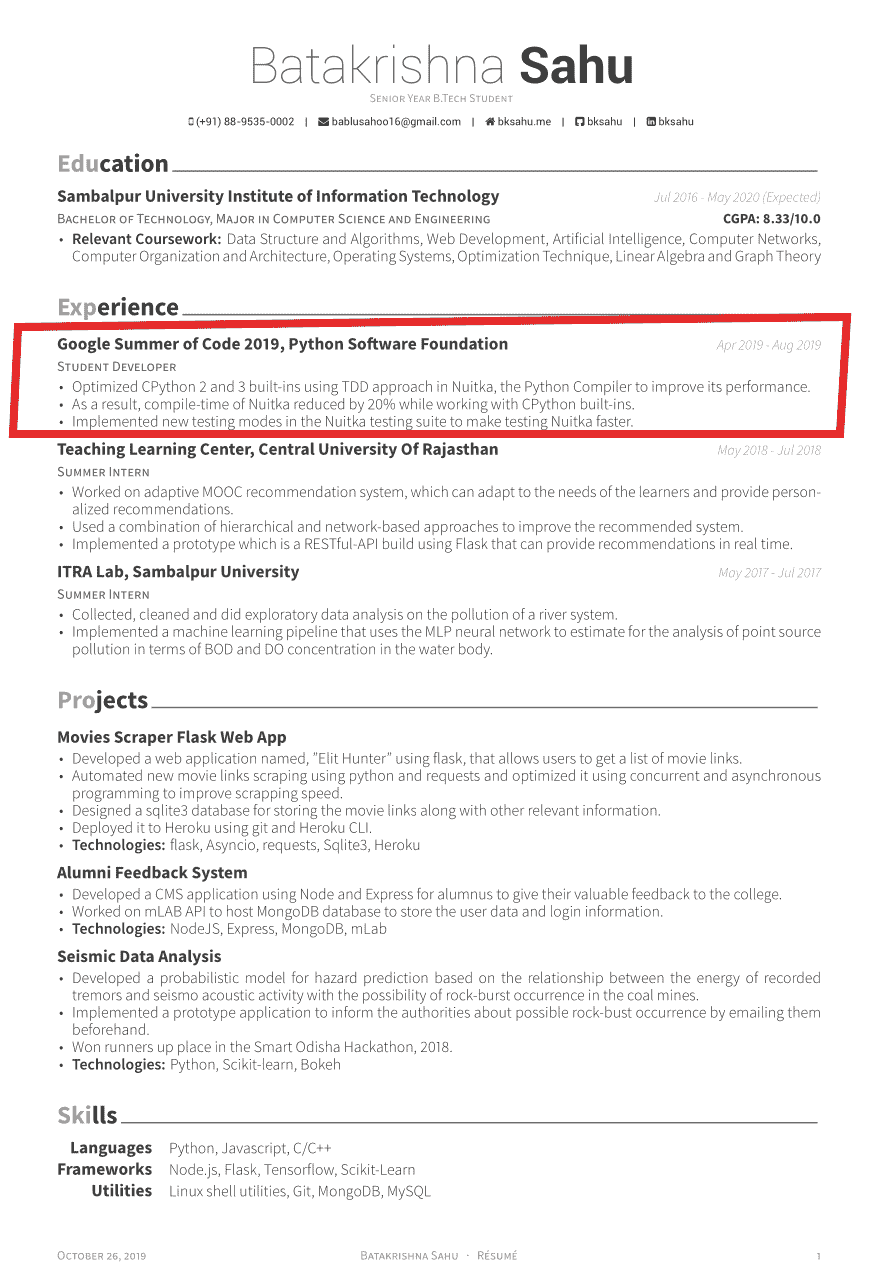 Batakrishna Sahu
Senior Year B.Tech Student
(+91) 88-9535-0002 | bablusahoo16@gmail.com | bksahu.me | bksahu | bksahu
Education
Sambalpur University Institute of Information Technology Jul 2016 - May 2020 (Expected)
Bachelor of Technology, Major in Computer Science and Engineering CGPA: 8.33/10.0
• Relevant Coursework: Data Structure and Algorithms, Web Development, Artificial Intelligence, Computer Networks,
Computer Organization and Architecture, Operating Systems, Optimization Technique, Linear Algebra and Graph Theory
Experience
Google Summer of Code 2019, Python Software Foundation Apr 2019 - Aug 2019
Student Developer
• Optimized CPython 2 and 3 built-ins using TDD approach in Nuitka, the Python Compiler to improve its performance.
• As a result, compile-time of Nuitka reduced by 20% while working with CPython built-ins.
• Implemented new testing modes in the Nuitka testing suite to make testing Nuitka faster.
Teaching Learning Center, Central University Of Rajasthan May 2018 - Jul 2018
Summer Intern
• Worked on adaptive MOOC recommendation system, which can adapt to the needs of the learners and provide person-
alized recommendations.
• Used a combination of hierarchical and network-based approaches to improve the recommended system.
• Implemented a prototype which is a RESTful-API build using Flask that can provide recommendations in real time.
ITRA Lab, Sambalpur University May 2017 - Jul 2017
Summer Intern
• Collected, cleaned and did exploratory data analysis on the pollution of a river system.
• Implemented a machine learning pipeline that uses the MLP neural network to estimate for the analysis of point source
pollution in terms of BOD and DO concentration in the water body.
Projects
Movies Scraper Flask Web App
• Developed a web application named, "Elit Hunter" using flask, that allows users to get a list of movie links.
• Automated new movie links scraping using python and requests and optimized it using concurrent and asynchronous
programming to improve scrapping speed.
• Designed a sqlite3 database for storing the movie links along with other relevant information.
• Deployed it to Heroku using git and Heroku CLI.
• Technologies: flask, Asyncio, requests, Sqlite3, Heroku
Alumni Feedback System
• Developed a CMS application using Node and Express for alumnus to give their valuable feedback to the college.
• Worked on mLAB API to host MongoDB database to store the user data and login information.
• Technologies: NodeJS, Express, MongoDB, mLab
Seismic Data Analysis
• Developed a probabilistic model for hazard prediction based on the relationship between the energy of recorded
tremors and seismo acoustic activity with the possibility of rock-burst occurrence in the coal mines.
• Implemented a prototype application to inform the authorities about possible rock-bust occurrence by emailing them
beforehand.
• Won runners up place in the Smart Odisha Hackathon, 2018.
• Technologies: Python, Scikit-learn, Bokeh
Skills
Languages Python, Javascript, C/C++
Frameworks Node.js, Flask, Tensorflow, Scikit-Learn
Utilities Linux shell utilities, Git, MongoDB, MySQL
October 26, 2019 Batakrishna Sahu · Résumé 1